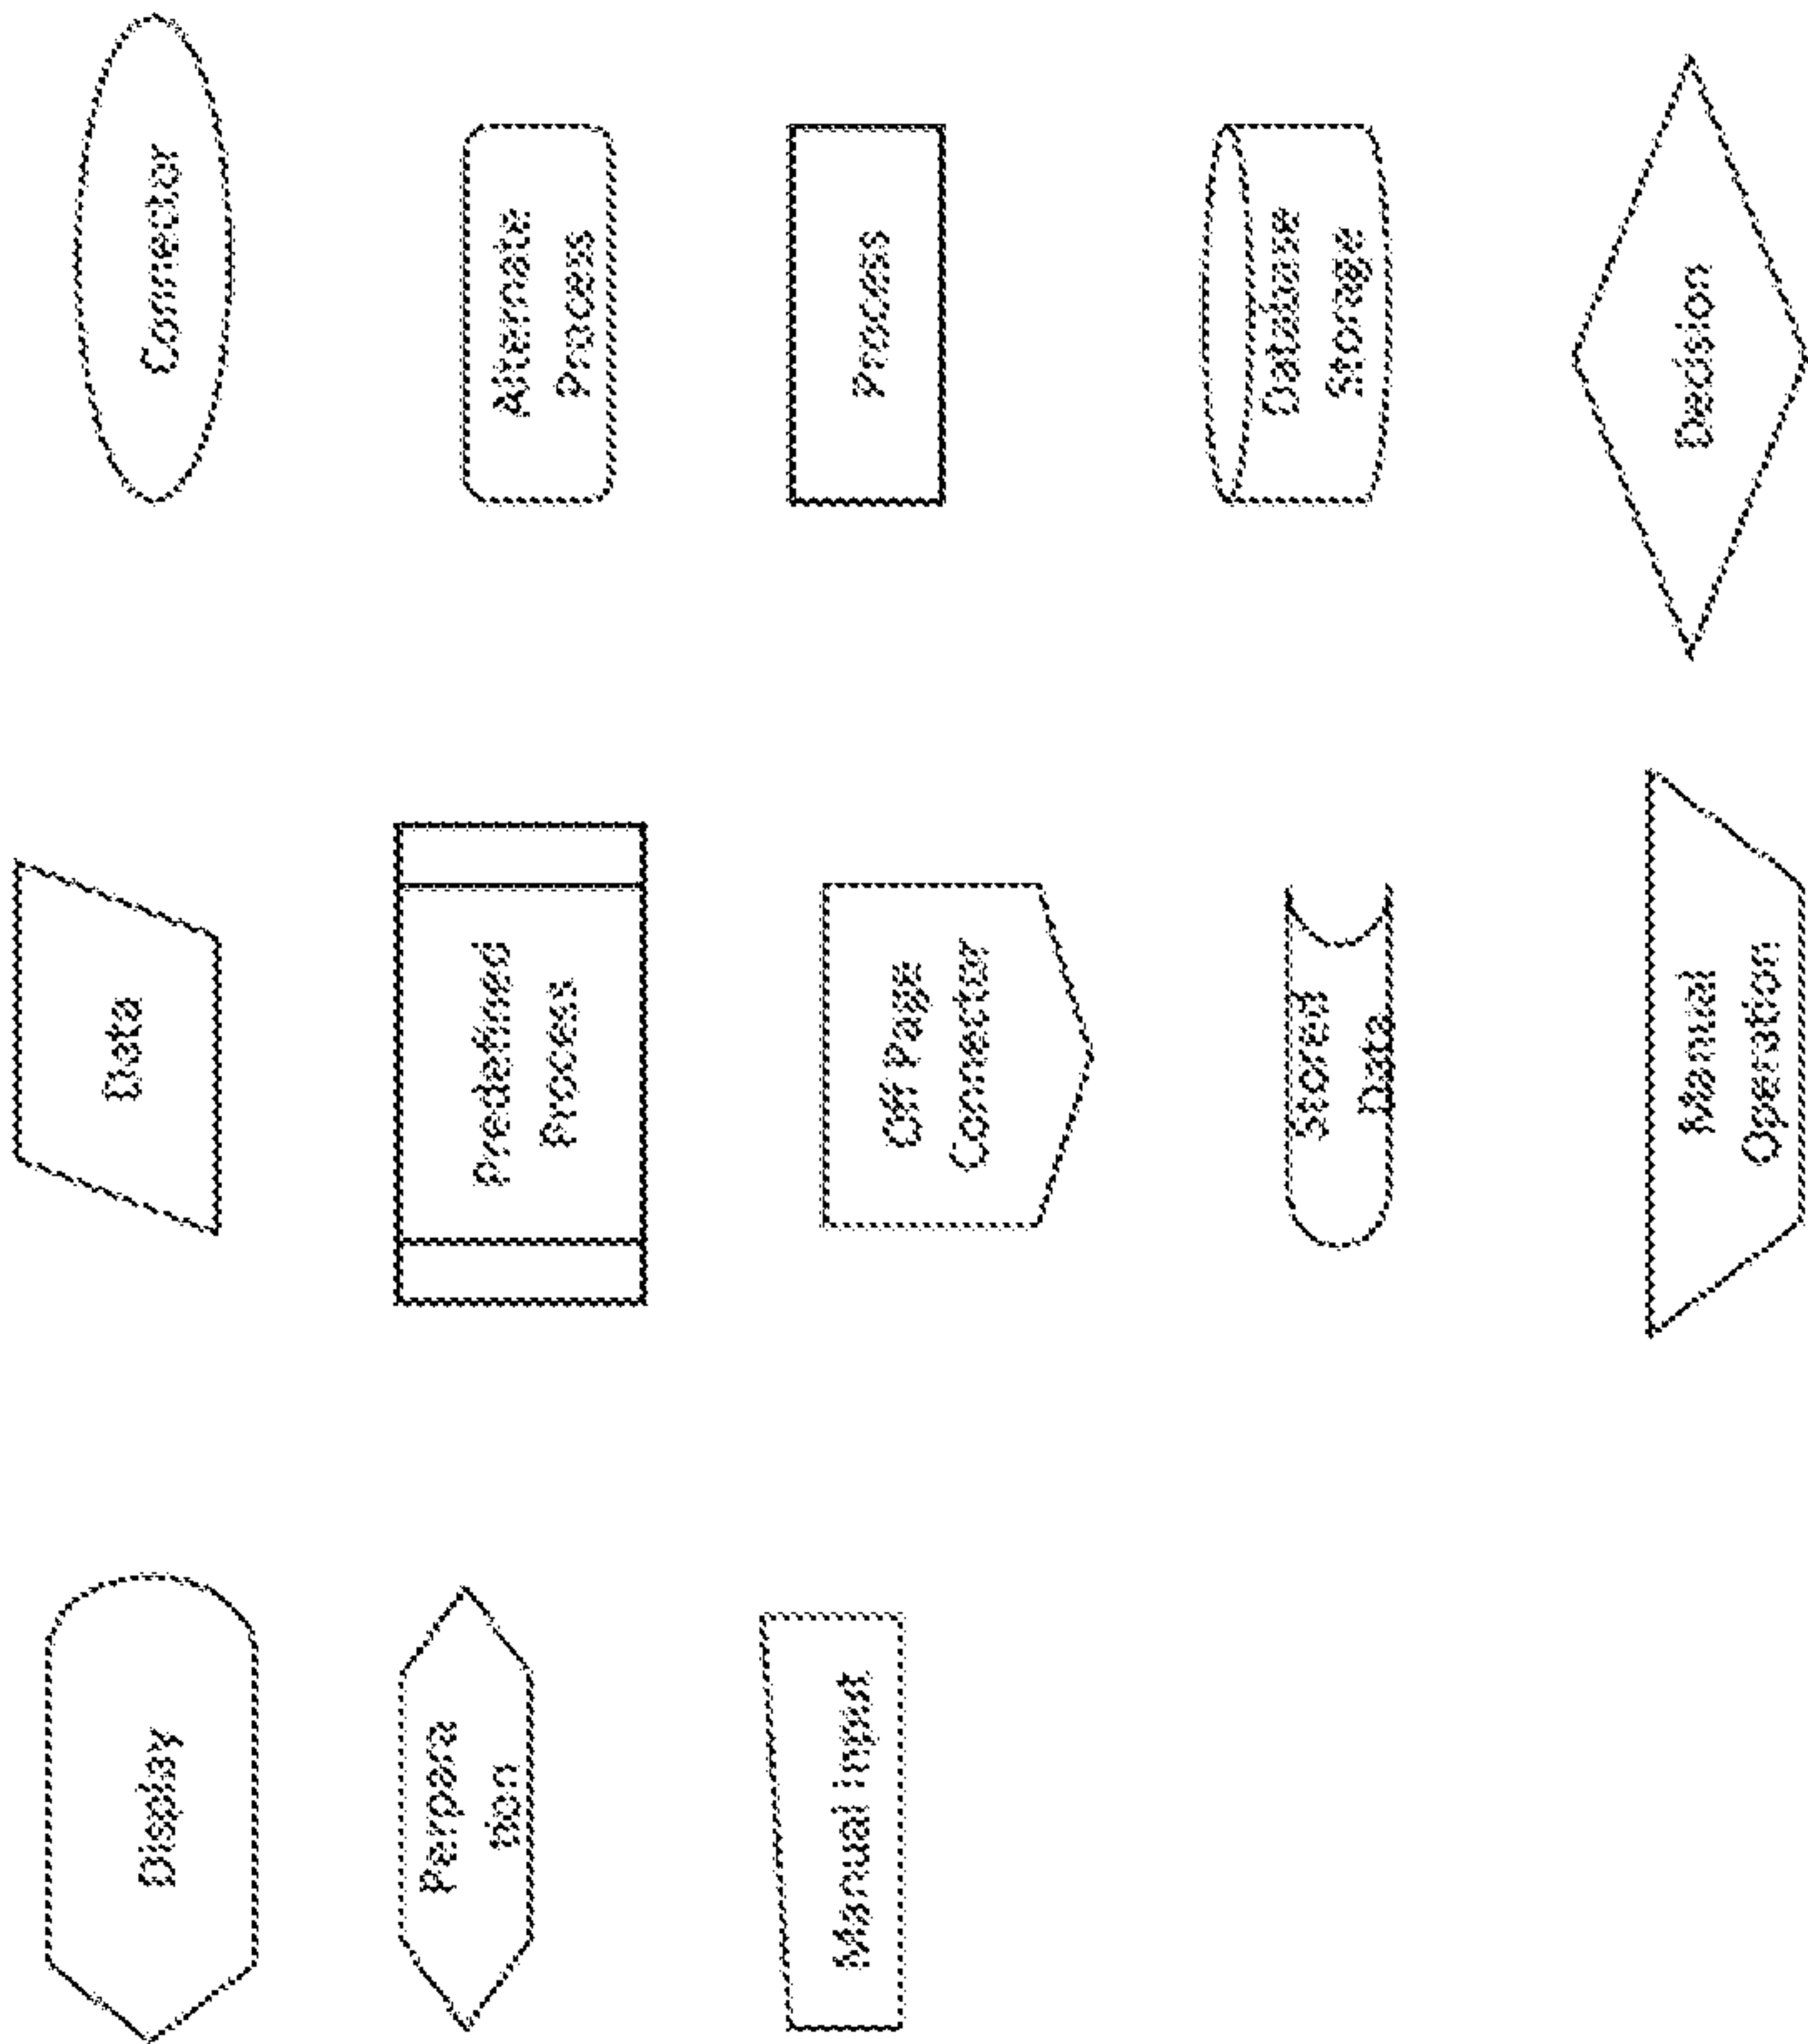 Display
Data
Connector
Perpara
tion
Predefined
Process
Alternate
Process
Manual input
Off Page
Connector
Process
Stored
Data
Database
Storage
Manual
Operation
Decision